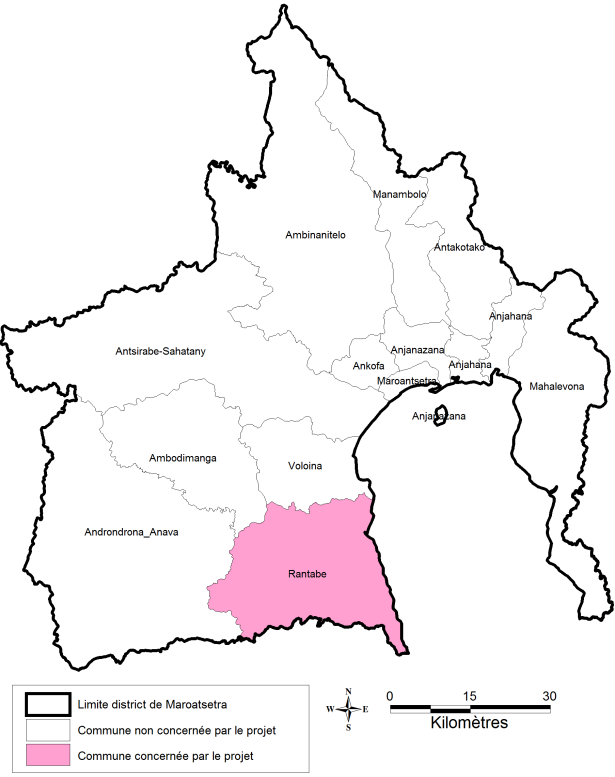 Manambolo
Ambinanitelo
Antakotako
Anjahana
Antsirabe-Sahatany
Anjanazana
Ankofa
Anjahana
Maroantsetra
Mahalevona
Anjanazana
Ambodimanga
Voloina
Androndrona_Anava
Rantabe
Limite district de Maroatsetra
Commune non concernée par le projet
Commune concernée par le projet
N
W E
S
0 15 30
Kilomètres